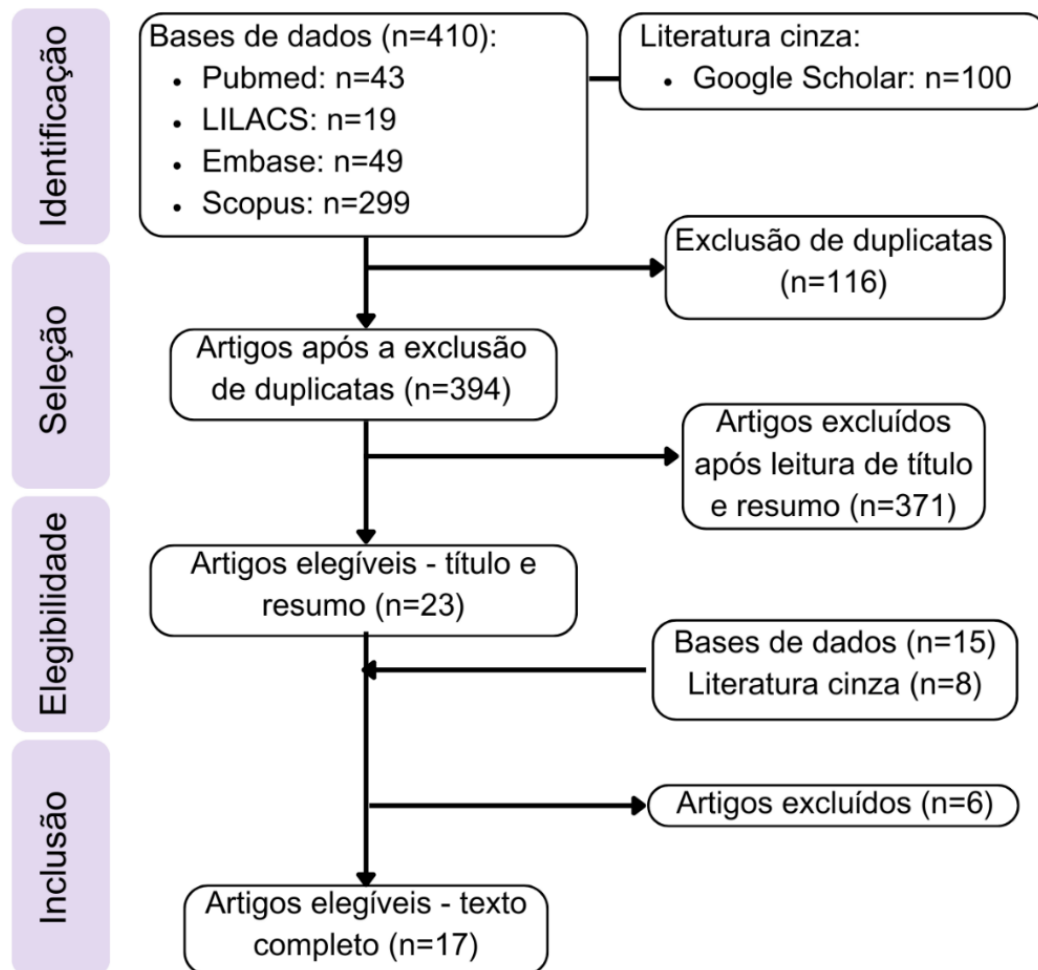 Identificação
Bases de dados (n=410):
• Pubmed: n=43
• LILACS: n=19
• Embase: n=49
• Scopus: n=299
Literatura cinza:
• Google Scholar: n=100
Seleção
Exclusão de duplicatas
(n=116)
Artigos após a exclusão
de duplicatas (n=394)
Artigos excluídos
após leitura de título
e resumo (n=371)
Elegibilidade
Artigos elegíveis - título e
resumo (n=23)
Bases de dados (n=15)
Literatura cinza (n=8)
Inclusão
Artigos excluídos (n=6)
Artigos elegíveis - texto
completo (n=17)